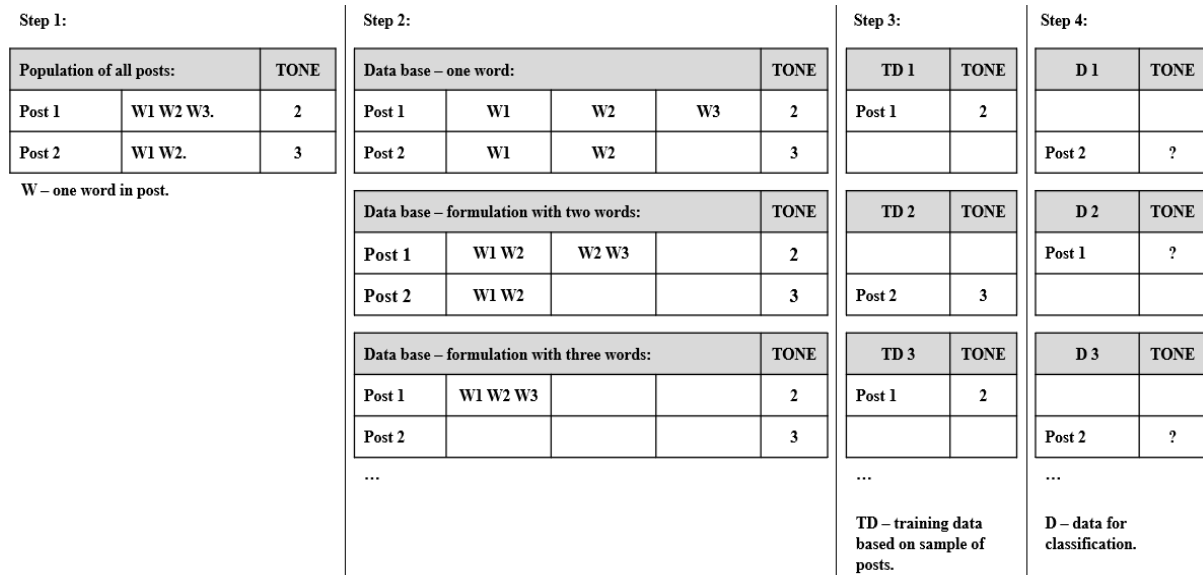 Step 1:
Population of all posts: TONE
Post 1 W1 W2 W3. 2
Post 2 W1 W2. 3
W – one word in post.
Step 2:
Data base – one word: TONE
Post 1 W1 W2 W3 2
Post 2 W1 W2 3
Data base – formulation with two words: TONE
Post 1 W1 W2 W2 W3 2
Post 2 W1 W2 3
Data base – formulation with three words: TONE
Post 1 W1 W2 W3 2
Post 2 3
...
Step 3:
TD 1 TONE
Post 1 2
TD 2 TONE
Post 2 3
TD 3 TONE
Post 1 2
...
TD – training data
based on sample of
posts.
Step 4:
D 1 TONE
Post 2 ?
D 2 TONE
Post 1 ?
D 3 TONE
Post 2 ?
...
D – data for
classification.